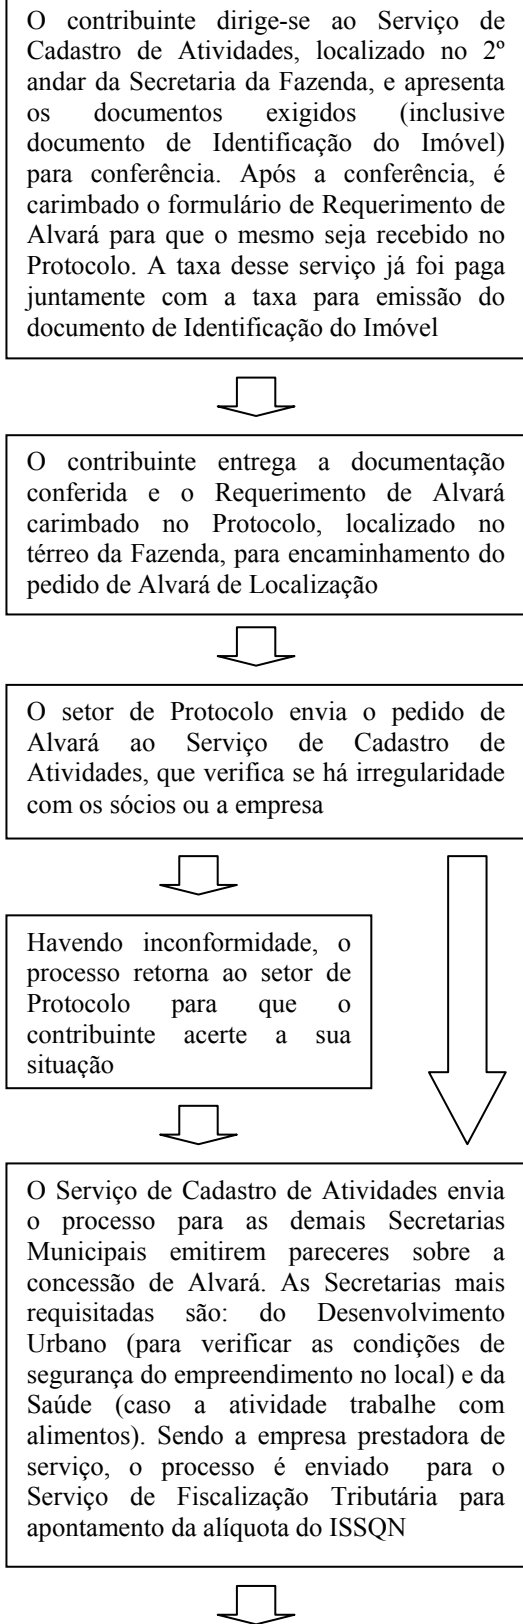 O contribuinte dirige-se ao Serviço de
Cadastro de Atividades, localizado no 2º
andar da Secretaria da Fazenda, e apresenta
os documentos exigidos (inclusive
documento de Identificação do Imóvel)
para conferência. Após a conferência, é
carimbado o formulário de Requerimento de
Alvará para que o mesmo seja recebido no
Protocolo. A taxa desse serviço já foi paga
juntamente com a taxa para emissão do
documento de Identificação do Imóvel
O contribuinte entrega a documentação
conferida e o Requerimento de Alvará
carimbado no Protocolo, localizado no
térreo da Fazenda, para encaminhamento do
pedido de Alvará de Localização
O setor de Protocolo envia o pedido de
Alvará ao Serviço de Cadastro de
Atividades, que verifica se há irregularidade
com os sócios ou a empresa
Havendo inconformidade, o
processo retorna ao setor de
Protocolo para que o
contribuinte acerte a sua
situação
O Serviço de Cadastro de Atividades envia
o processo para as demais Secretarias
Municipais emitirem pareceres sobre a
concessão de Alvará. As Secretarias mais
requisitadas são: do Desenvolvimento
Urbano (para verificar as condições de
segurança do empreendimento no local) e da
Saúde (caso a atividade trabalhe com
alimentos). Sendo a empresa prestadora de
serviço, o processo é enviado para o
Serviço de Fiscalização Tributária para
apontamento da alíquota do ISSQN